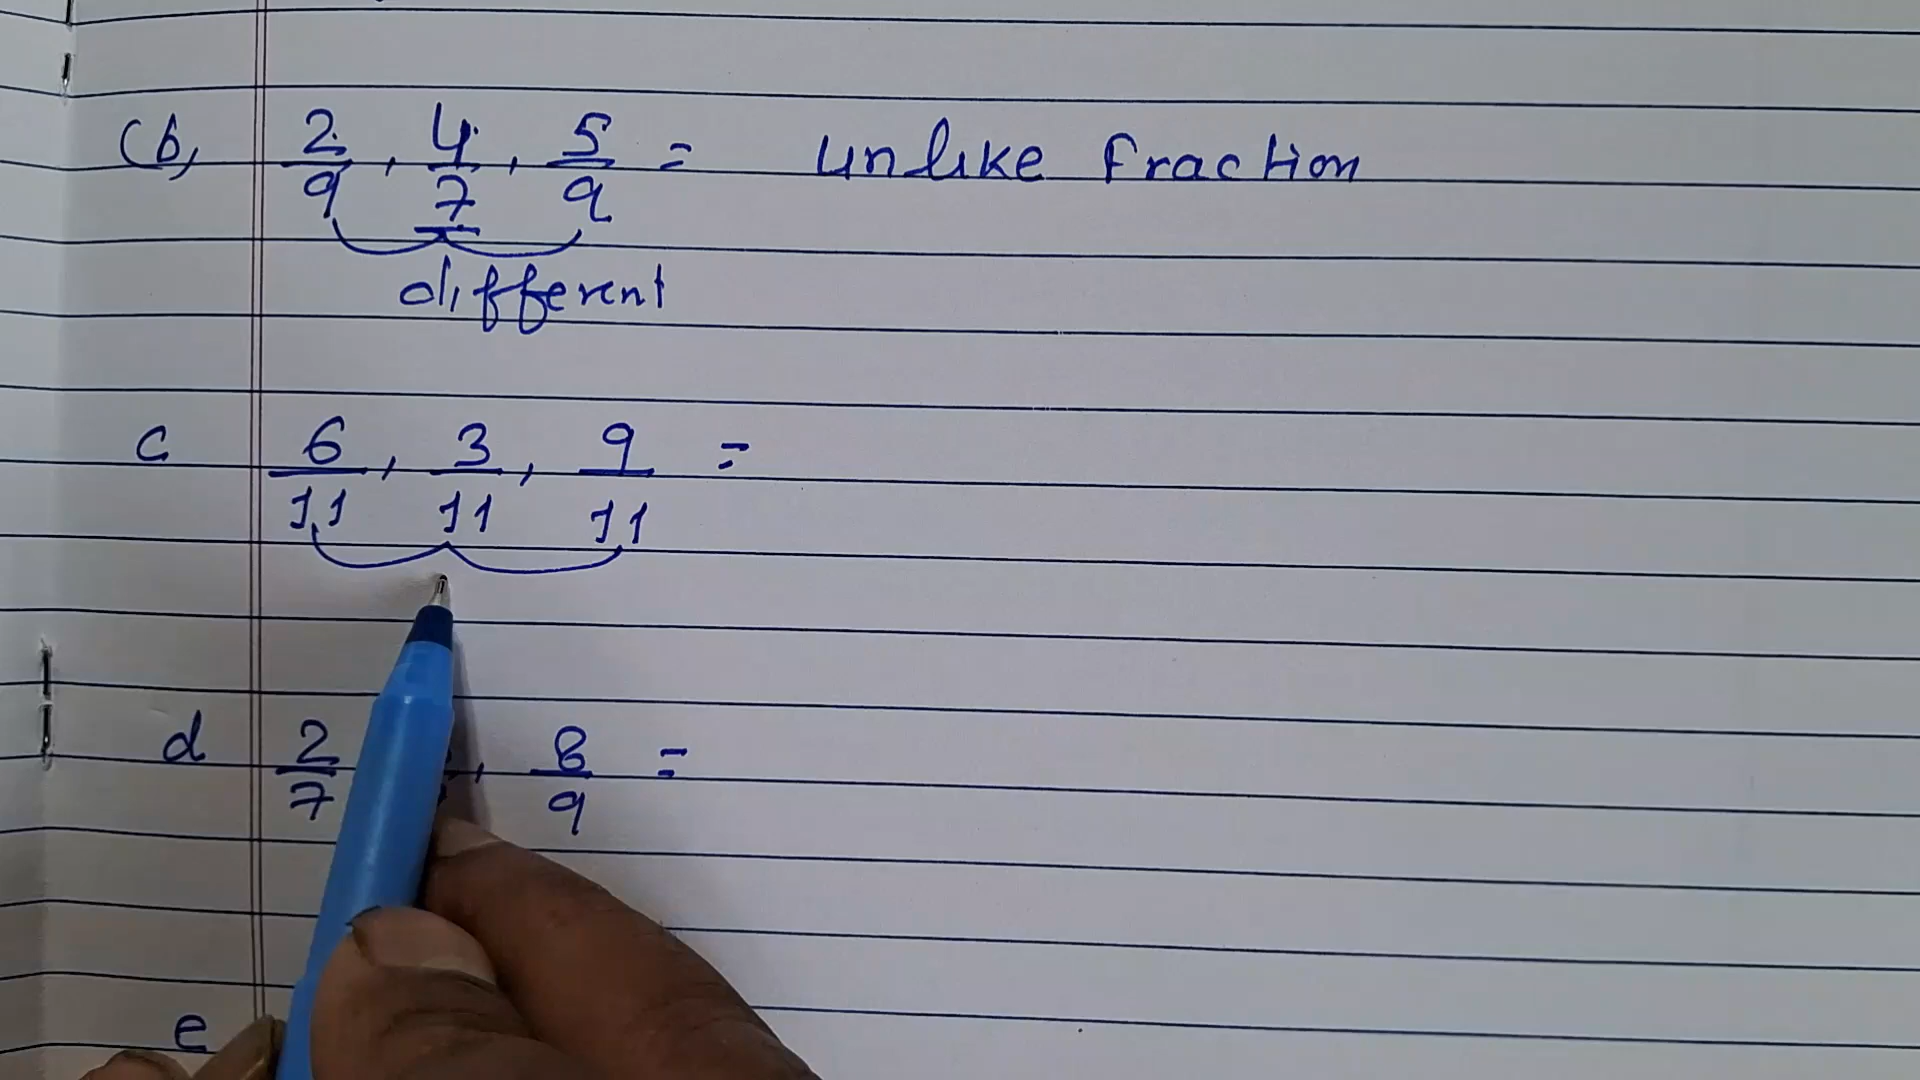 (b) 2/9 , 4/7 , 5/9 = unlike fraction
different
c 6/11 , 3/11 , 9/11 =
d 2/7 , 8/9 =
e